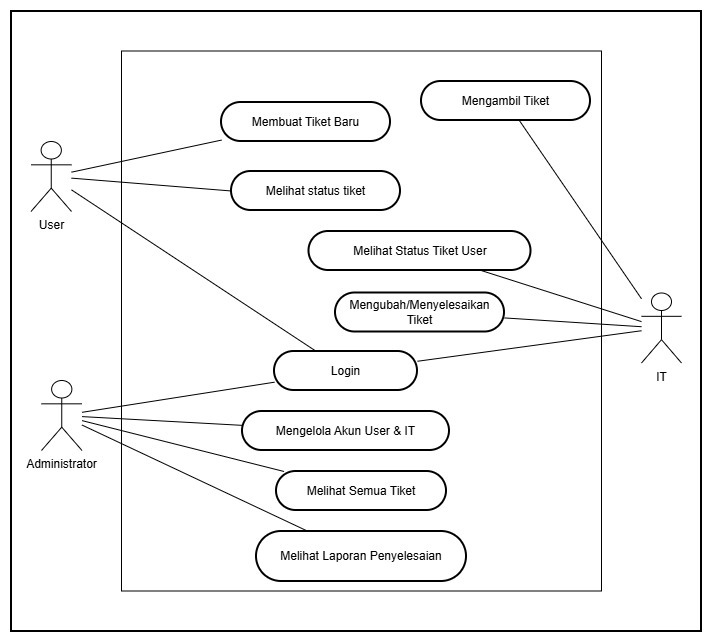 Mengambil Tiket
Membuat Tiket Baru
Melihat status tiket
User
Melihat Status Tiket User
Mengubah/Menyelesaikan
Tiket
IT
Login
Mengelola Akun User & IT
Administrator
Melihat Semua Tiket
Melihat Laporan Penyelesaian